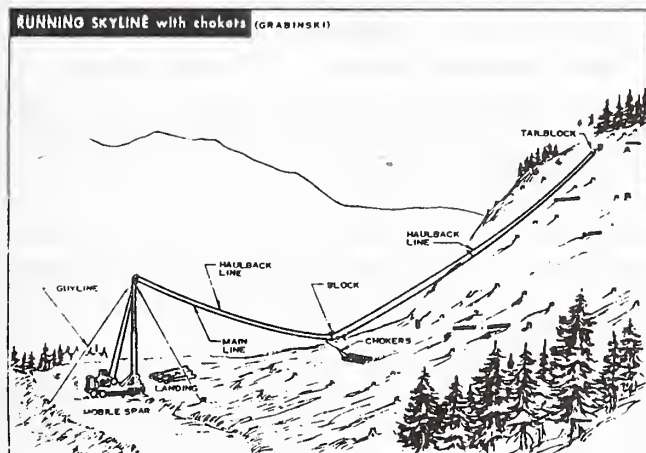 RUNNING SKYLINE with chokers (GRABINSKI)
TAILBLOCK
HAULBACK
LINE
HAULBACK
LINE
GUYLINE
BLOCK
MAIN
LINE
CHOKERS
LANDING
MOBILE SPAR